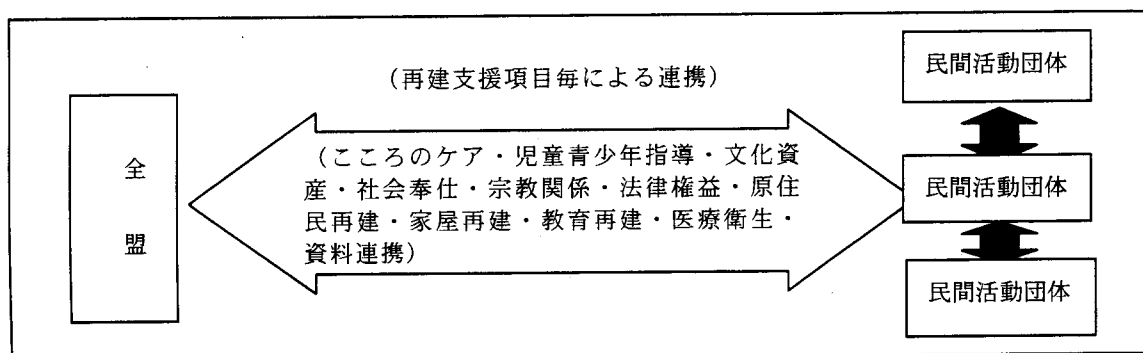 民間活動団体
(再建支援項目毎による連携)
全
盟
(こころのケア・児童青少年指導・文化資
産・社会奉仕・宗教関係・法律権益・原住
民再建・家屋再建・教育再建・医療衛生・
資料連携)
民間活動団体
民間活動団体